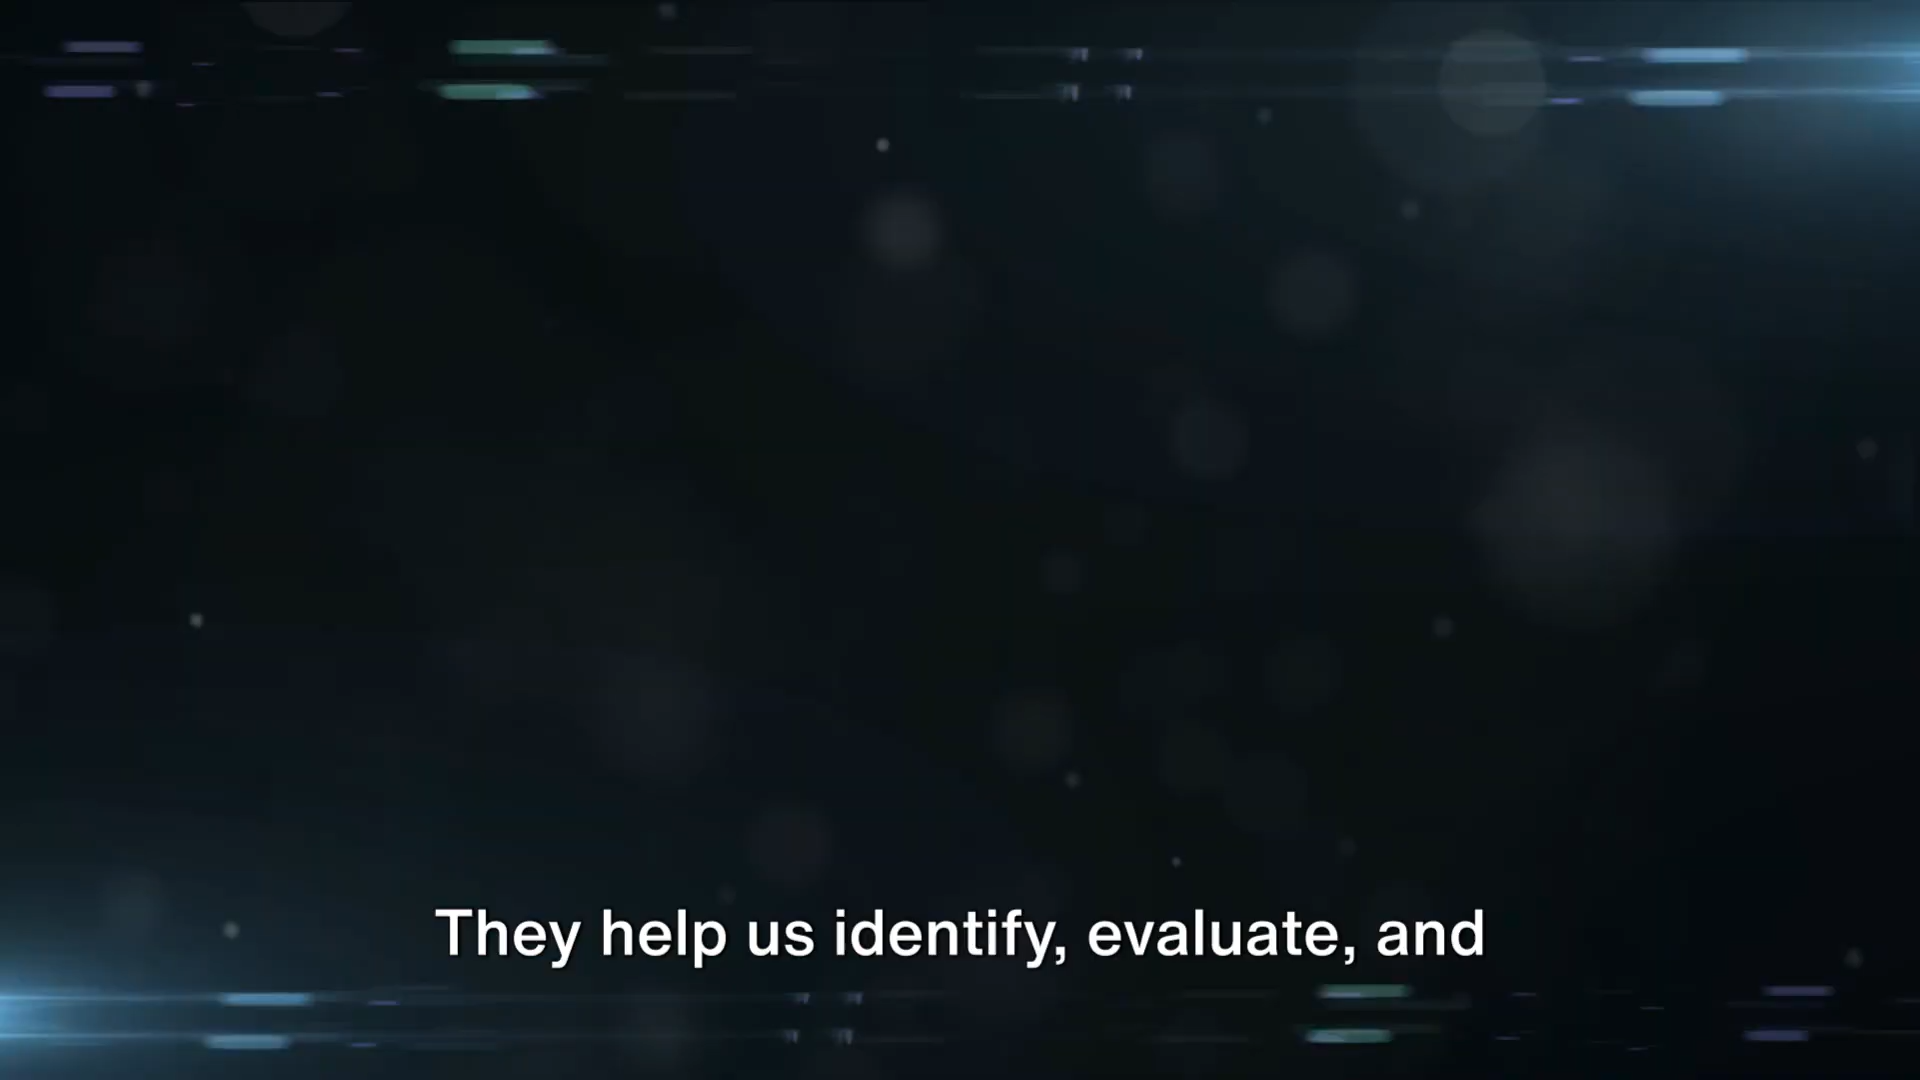 They help us identify, evaluate, and